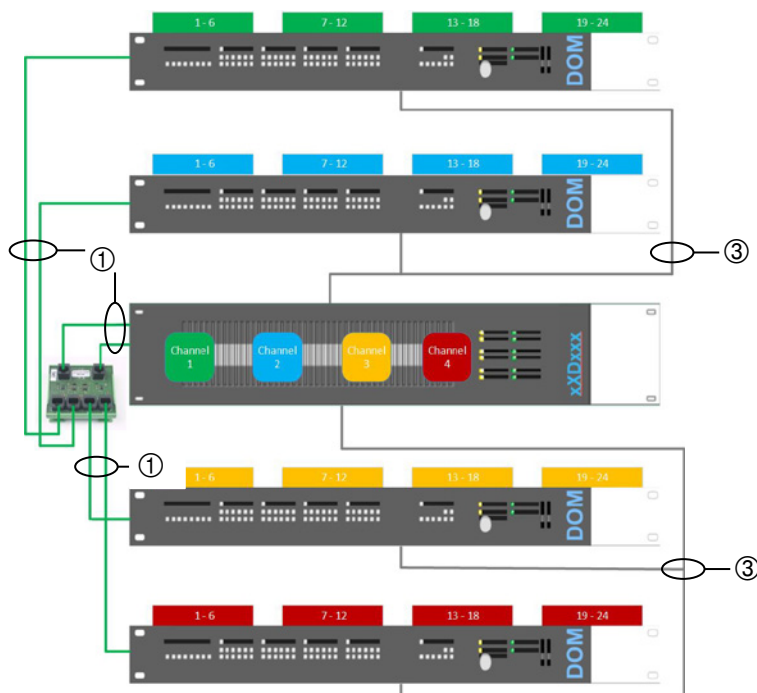 1 - 6 7 - 12 13 - 18 19 - 24
DOM
1 - 6 7 - 12 13 - 18 19 - 24
DOM
①
③
Channel 1
Channel 2
Channel 3
Channel 4
xXDxxx
①
1 - 6 7 - 12 13 - 18 19 - 24
DOM
③
1 - 6 7 - 12 13 - 18 19 - 24
DOM